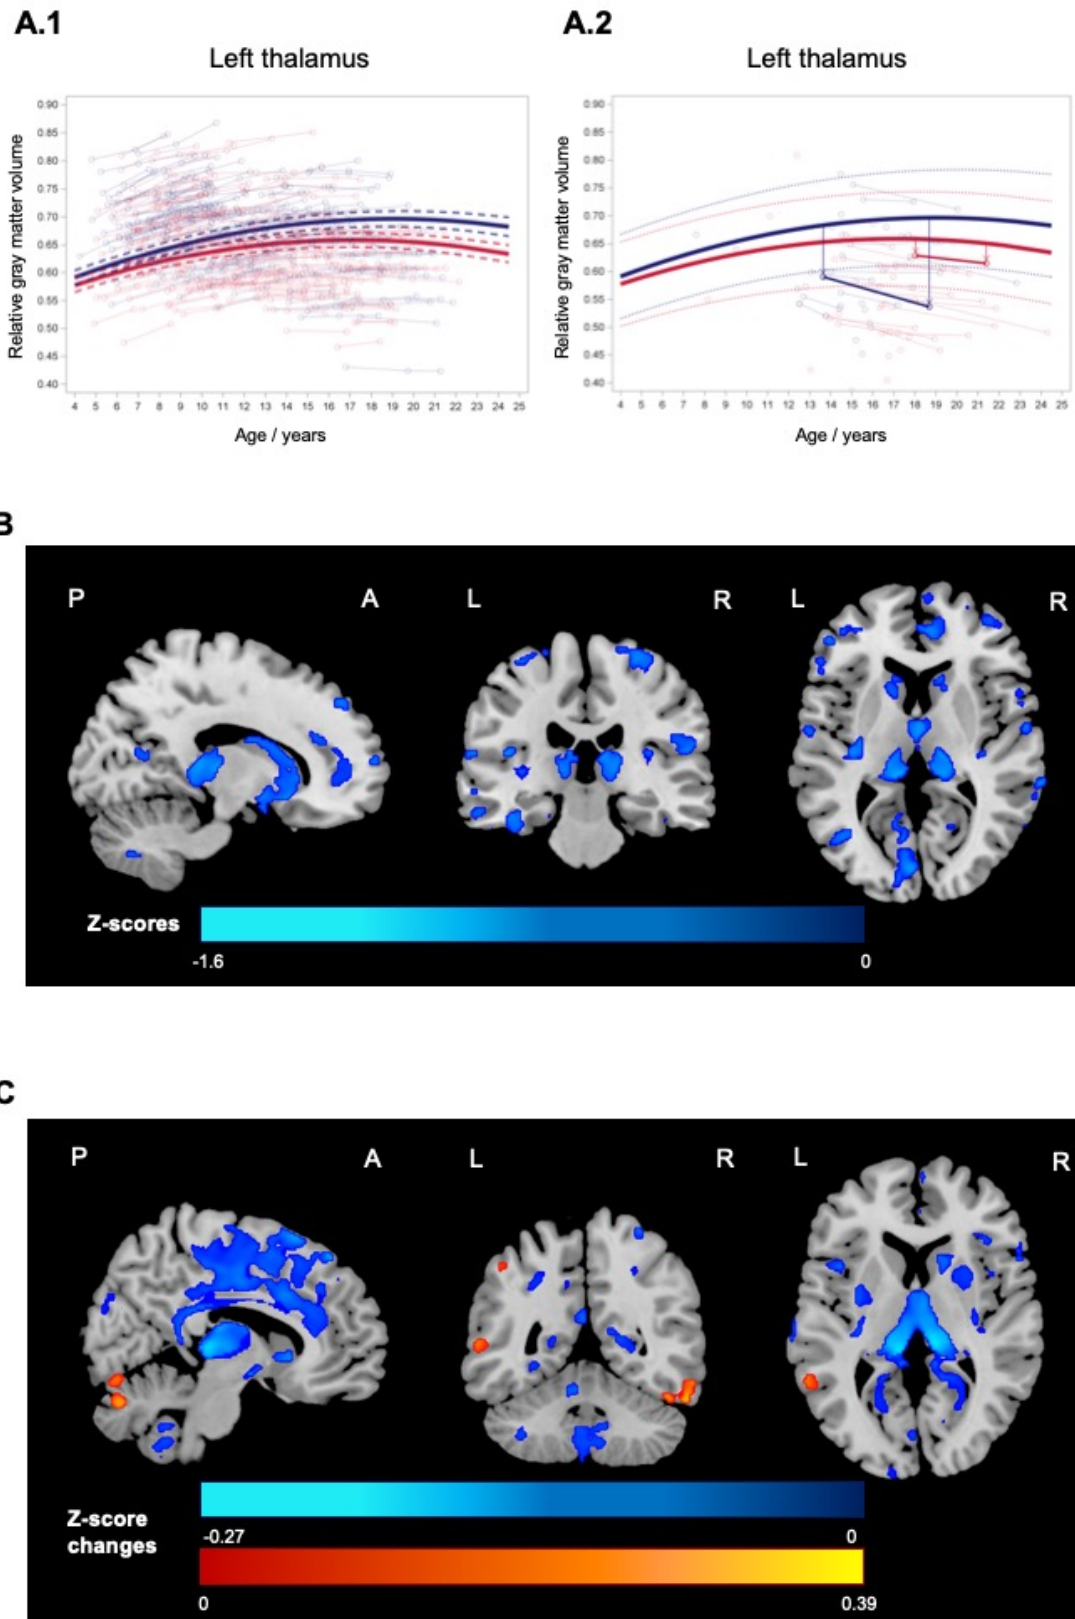 A.1
A.2
Left thalamus
Left thalamus
Relative gray matter volume
0.90
0.85
0.80
0.75
0.70
0.65
0.60
0.55
0.50
0.45
0.40
4 5 6 7 8 9 10 11 12 13 14 15 16 17 18 19 20 21 22 23 24 25
Age / years
Relative gray matter volume
0.90
0.85
0.80
0.75
0.70
0.65
0.60
0.55
0.50
0.45
0.40
4 5 6 7 8 9 10 11 12 13 14 15 16 17 18 19 20 21 22 23 24 25
Age / years
B
P A L R L R
Z-scores
-1.6 0
C
P A L R L R
Z-score
changes
-0.27 0
0 0.39